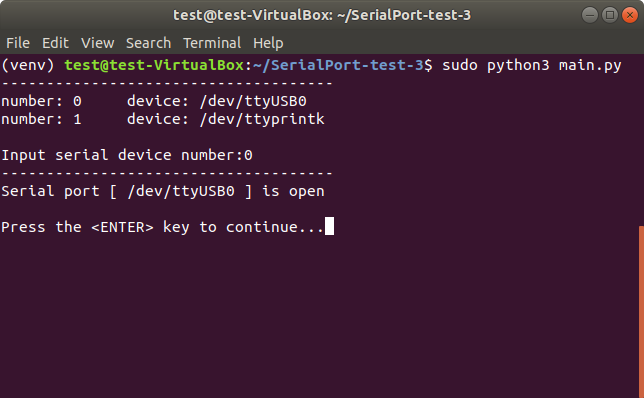 test@test-VirtualBox: ~/SerialPort-test-3
File Edit View Search Terminal Help
(venv) test@test-VirtualBox:~/SerialPort-test-3$ sudo python3 main.py
-------------------------------------
number: 0     device: /dev/ttyUSB0
number: 1     device: /dev/ttyprintk
Input serial device number:0
-------------------------------------
Serial port [ /dev/ttyUSB0 ] is open
Press the <ENTER> key to continue...